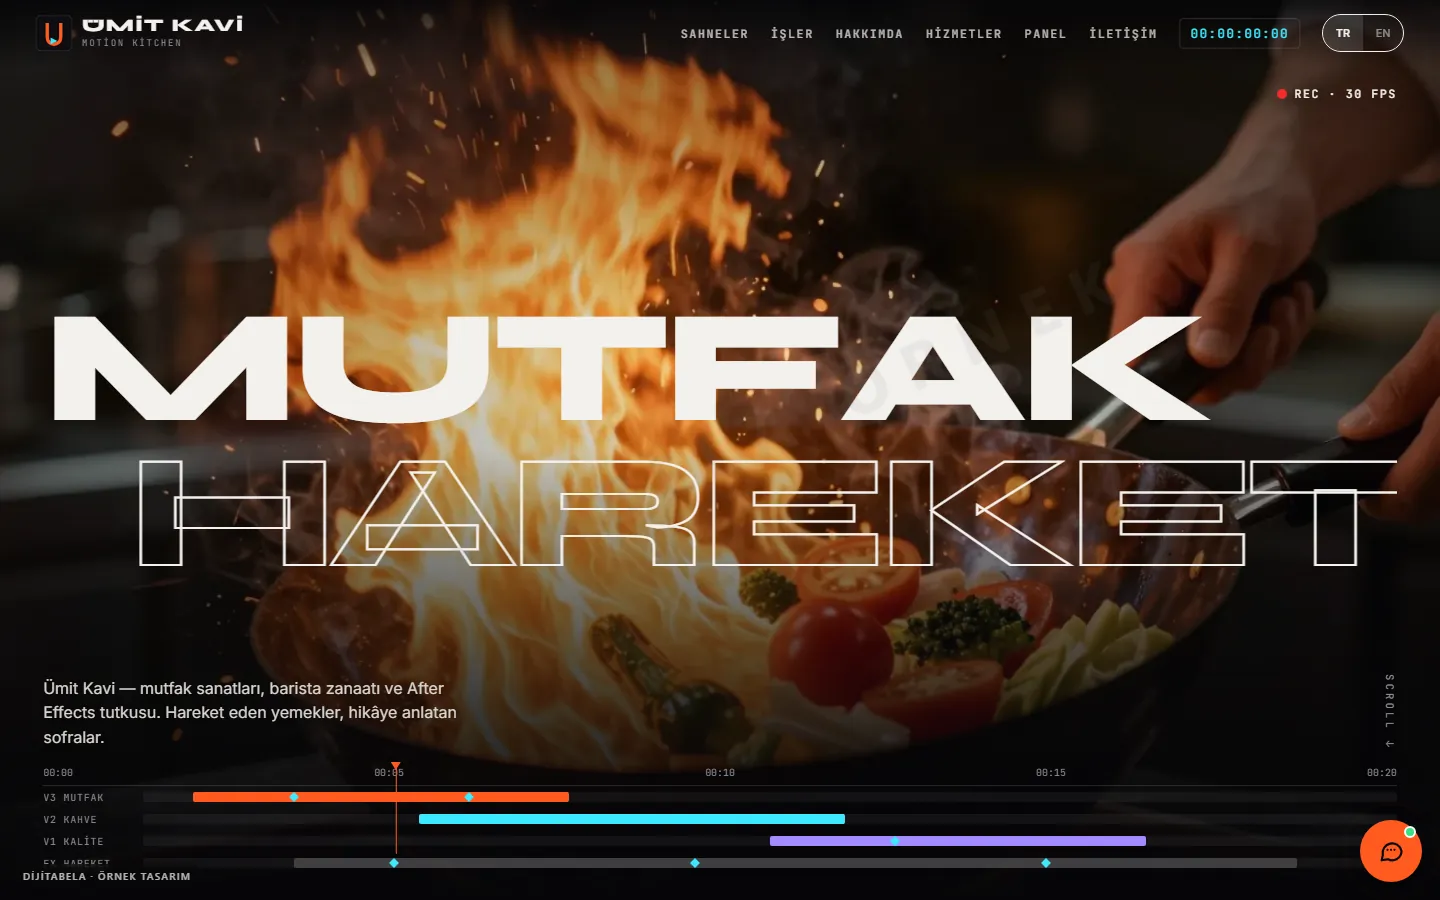 ÜMİT KAVİ
MOTİON KİTCHEN
SAHNELER İŞLER HAKKIMDA HİZMETLER PANEL İLETİŞİM 00:00:00:00 TR EN
REC · 30 FPS
ÖRNEK
MUTFAK
HAREKET
Ümit Kavi — mutfak sanatları, barista zanaatı ve After
Effects tutkusu. Hareket eden yemekler, hikâye anlatan
sofralar.
SCROLL ↓
00:00 00:05 00:10 00:15 00:20
V3 MUTFAK
V2 KAHVE
V1 KALİTE
FX HAREKET
DİJİTABELA · ÖRNEK TASARIM